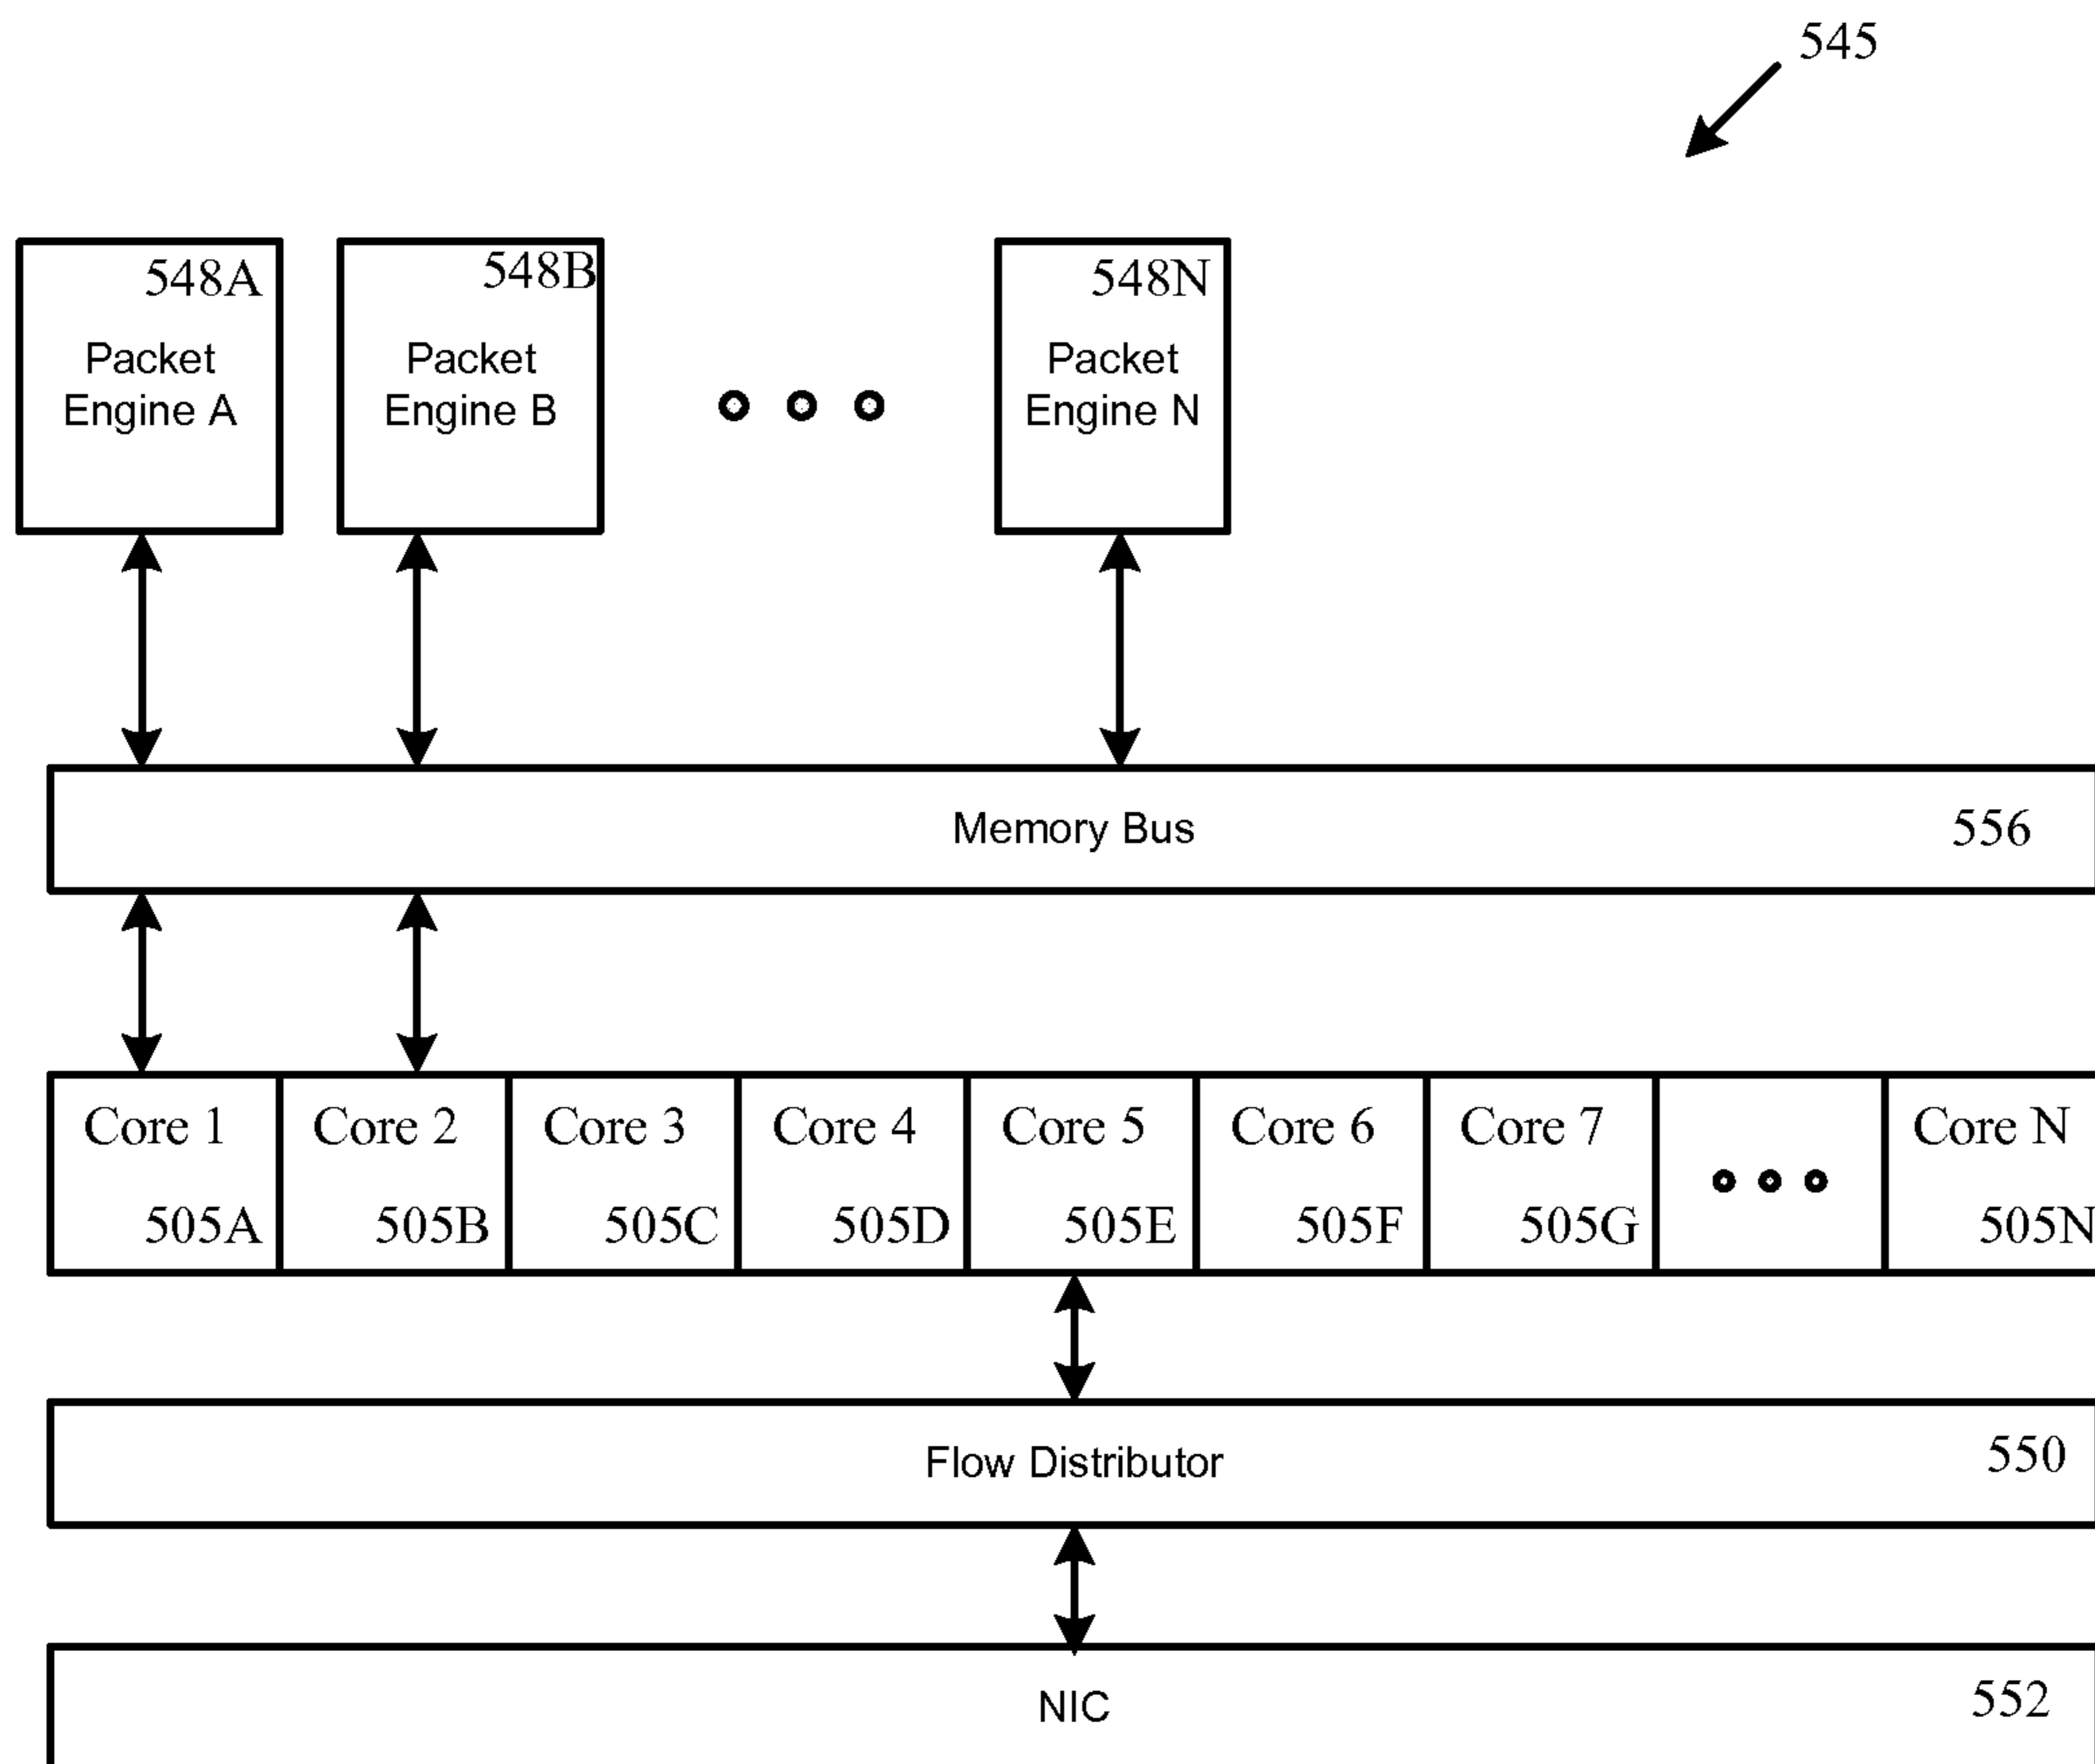 545
548A
Packet
Engine A
548B
Packet
Engine B
548N
Packet
Engine N
Memory Bus
556
Core 1
505A
Core 2
505B
Core 3
505C
Core 4
505D
Core 5
505E
Core 6
505F
Core 7
505G
Core N
505N
Flow Distributor
550
NIC
552